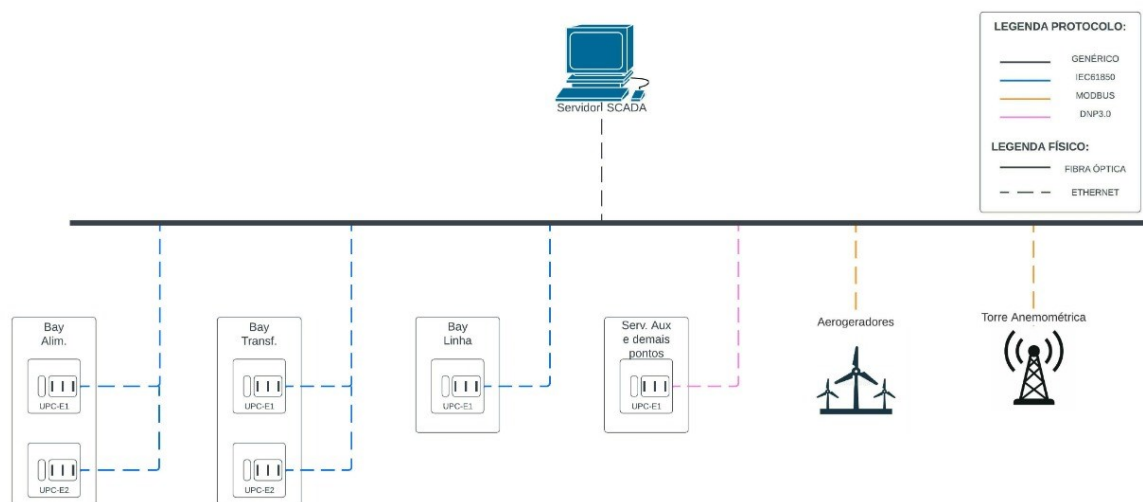 LEGENDA PROTOCOLO:
GENÉRICO
IEC61850
MODBUS
DNP3.0
LEGENDA FÍSICO:
FIBRA ÓPTICA
ETHERNET
Servidorl SCADA
Bay
Alim.
UPC-E1
UPC-E2
Bay
Transf.
UPC-E1
UPC-E2
Bay
Linha
UPC-E1
Serv. Aux
e demais
pontos
UPC-E1
Aerogeradores
Torre Anemométrica